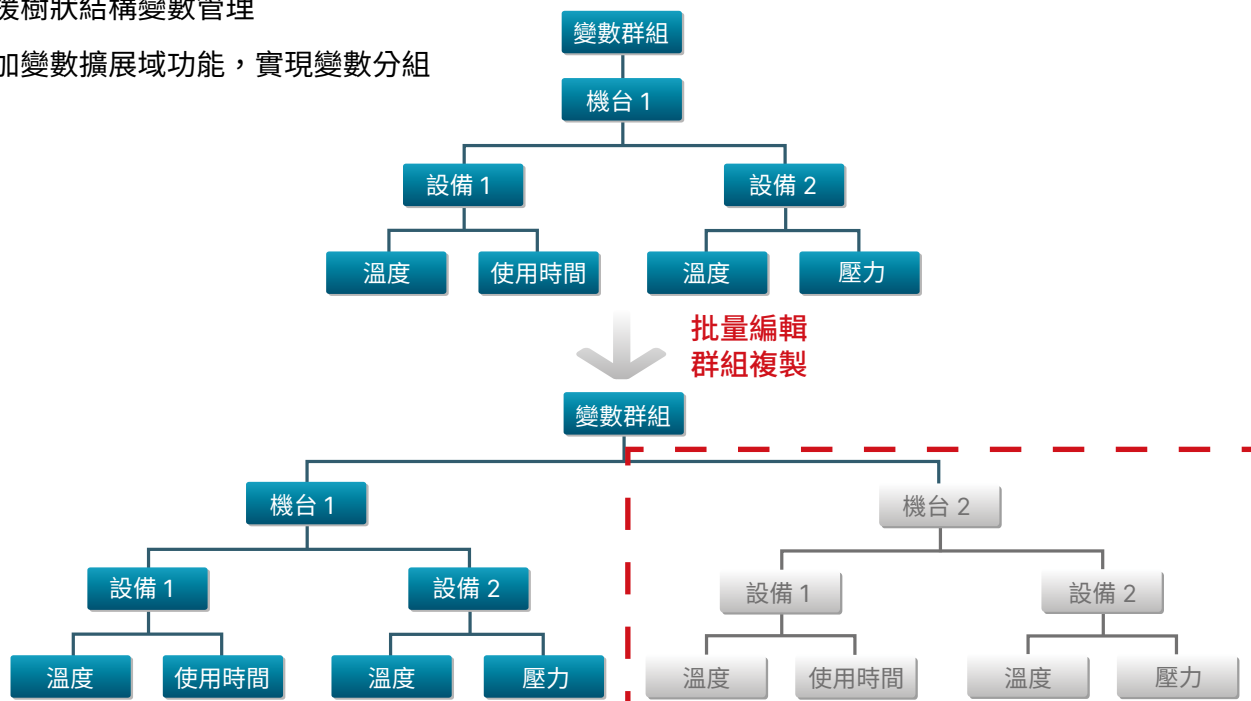 援樹狀結構變數管理
加變數擴展域功能，實現變數分組
變數群組
機台 1
設備 1
設備 2
溫度
使用時間
溫度
壓力
批量編輯
群組複製
變數群組
機台 1
機台 2
設備 1
設備 2
設備 1
設備 2
溫度
使用時間
溫度
壓力
溫度
使用時間
溫度
壓力